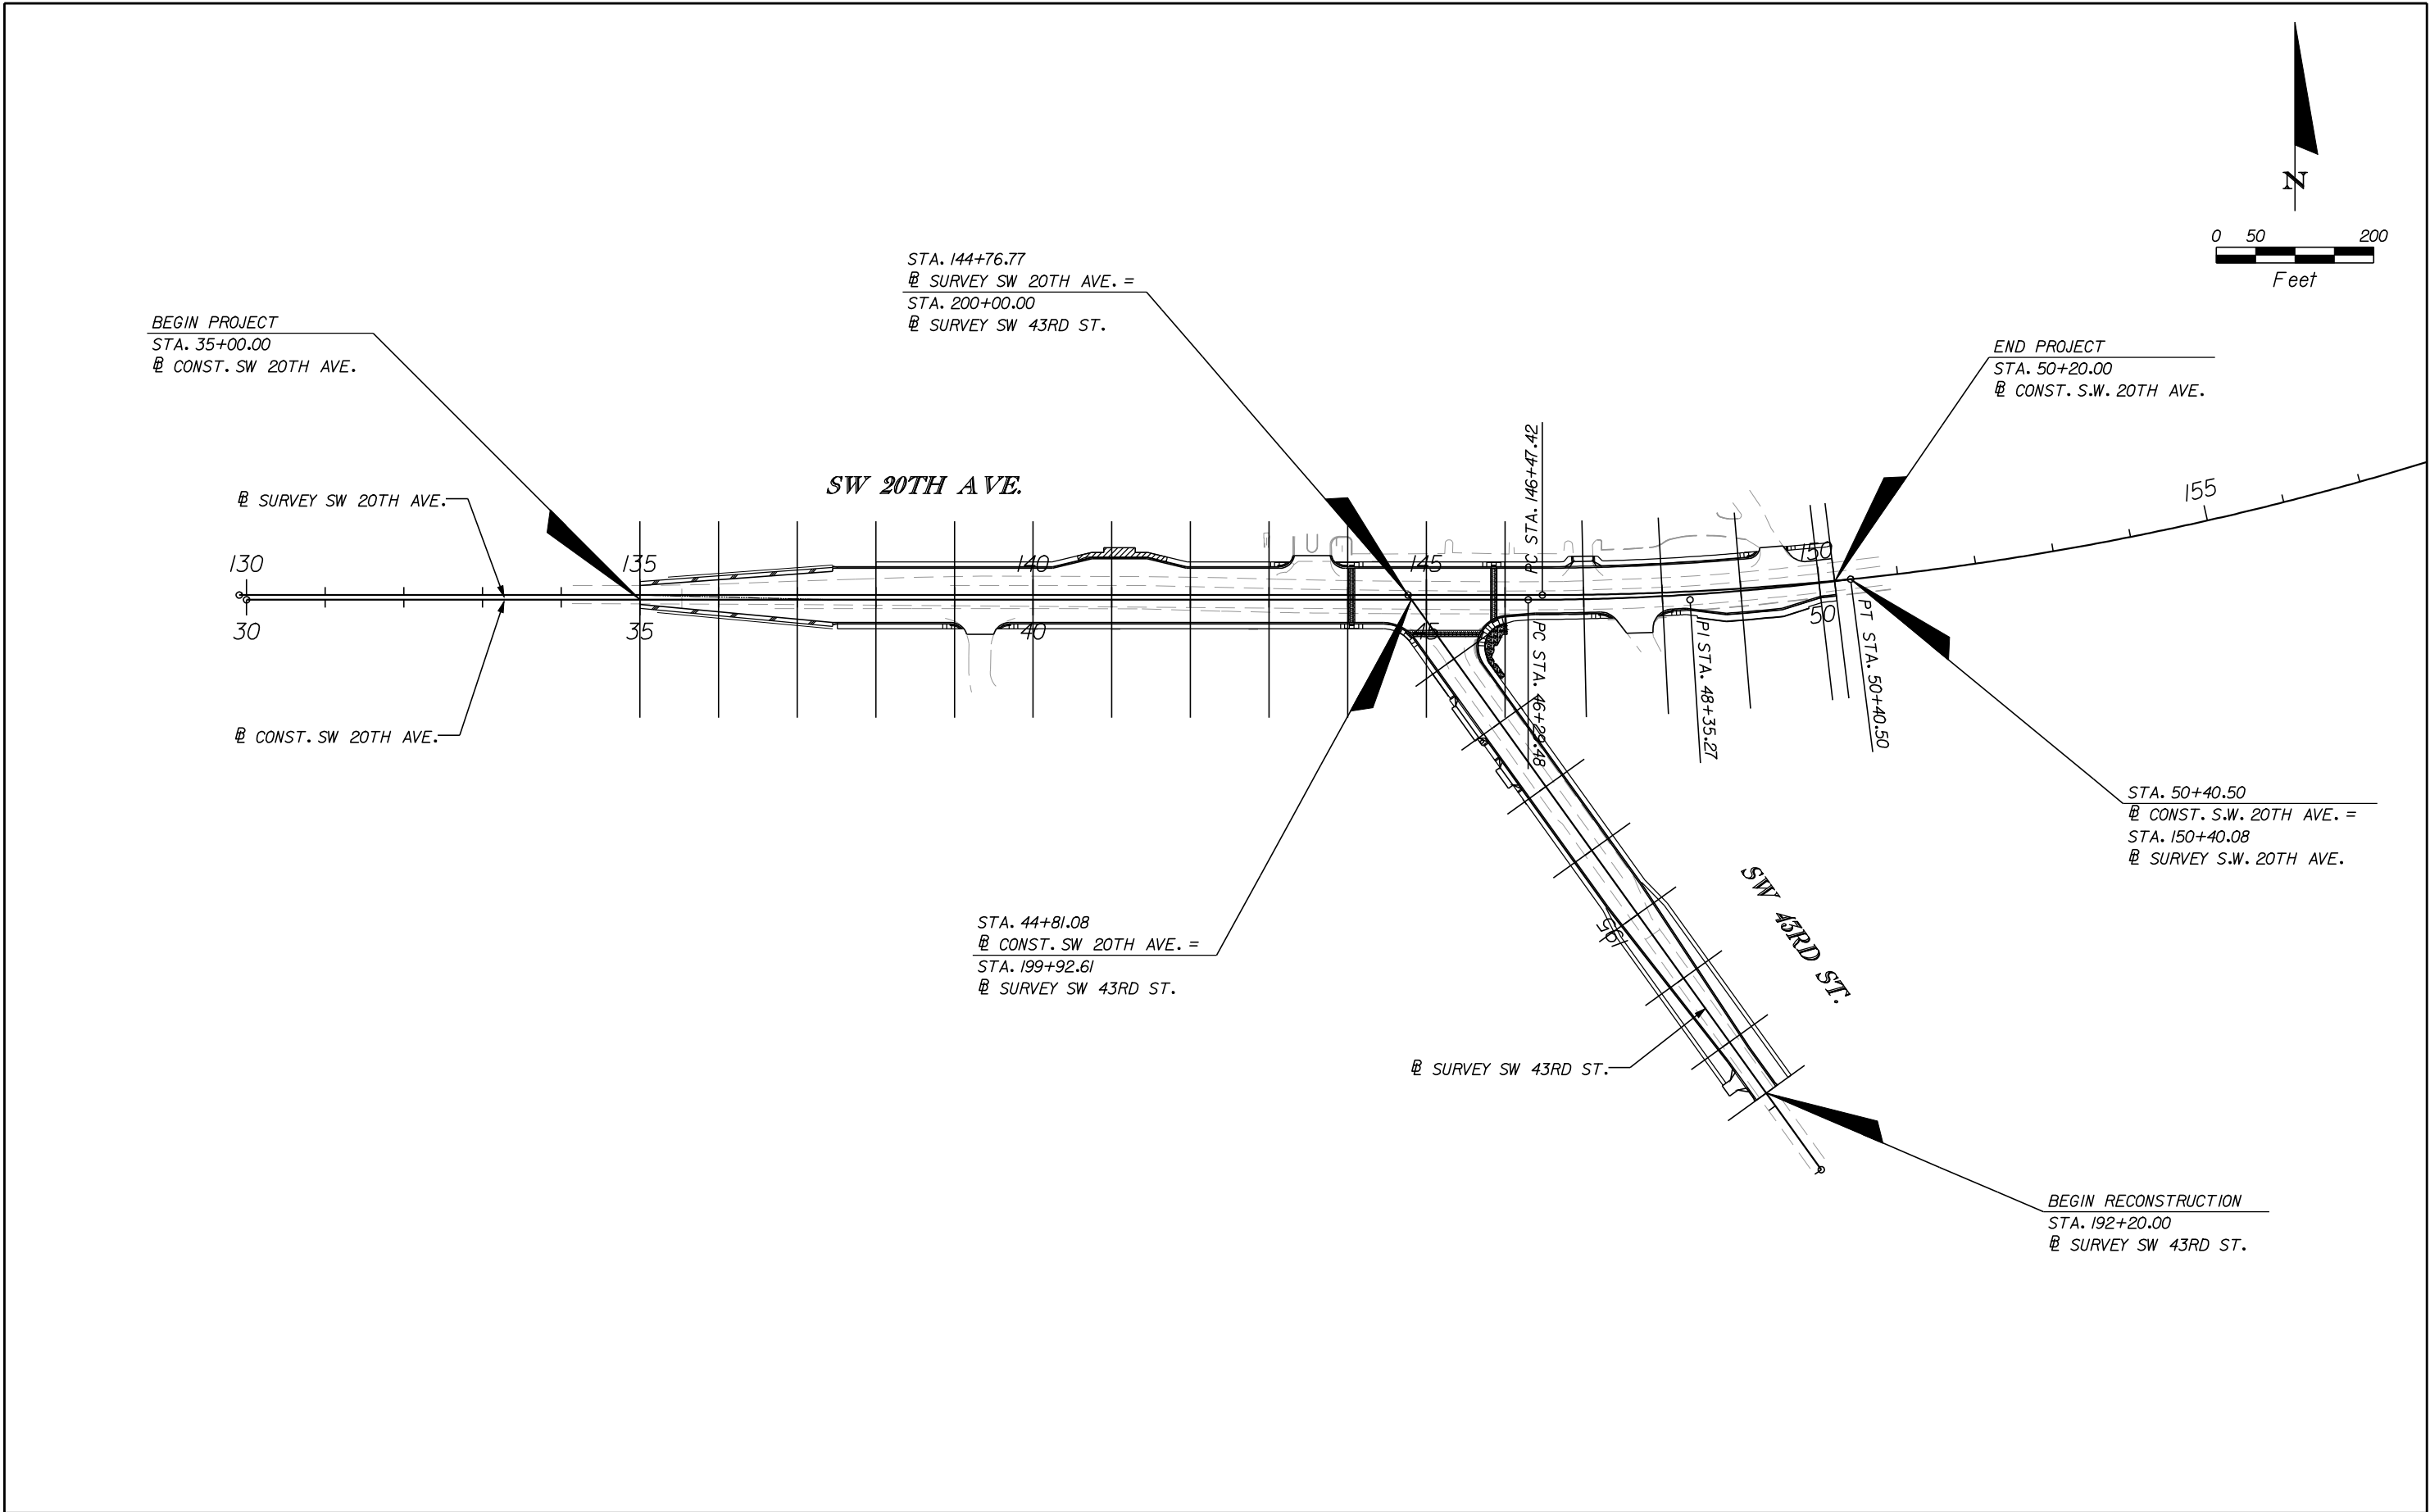 N
0 50 200
Feet
STA. 144+76.77
℄ SURVEY SW 20TH AVE. =
STA. 200+00.00
℄ SURVEY SW 43RD ST.
BEGIN PROJECT
STA. 35+00.00
℄ CONST. SW 20TH AVE.
END PROJECT
STA. 50+20.00
℄ CONST. S.W. 20TH AVE.
PC STA. 146+47.42
SW 20TH AVE.
℄ SURVEY SW 20TH AVE.
155
130
135
140
145
150
30
35
40
45
50
PC STA. 46+29.48
PI STA. 48+35.27
PT STA. 50+40.50
℄ CONST. SW 20TH AVE.
STA. 50+40.50
℄ CONST. S.W. 20TH AVE. =
STA. 150+40.08
℄ SURVEY S.W. 20TH AVE.
SW 43RD ST.
195
STA. 44+81.08
℄ CONST. SW 20TH AVE. =
STA. 199+92.61
℄ SURVEY SW 43RD ST.
℄ SURVEY SW 43RD ST.
BEGIN RECONSTRUCTION
STA. 192+20.00
℄ SURVEY SW 43RD ST.